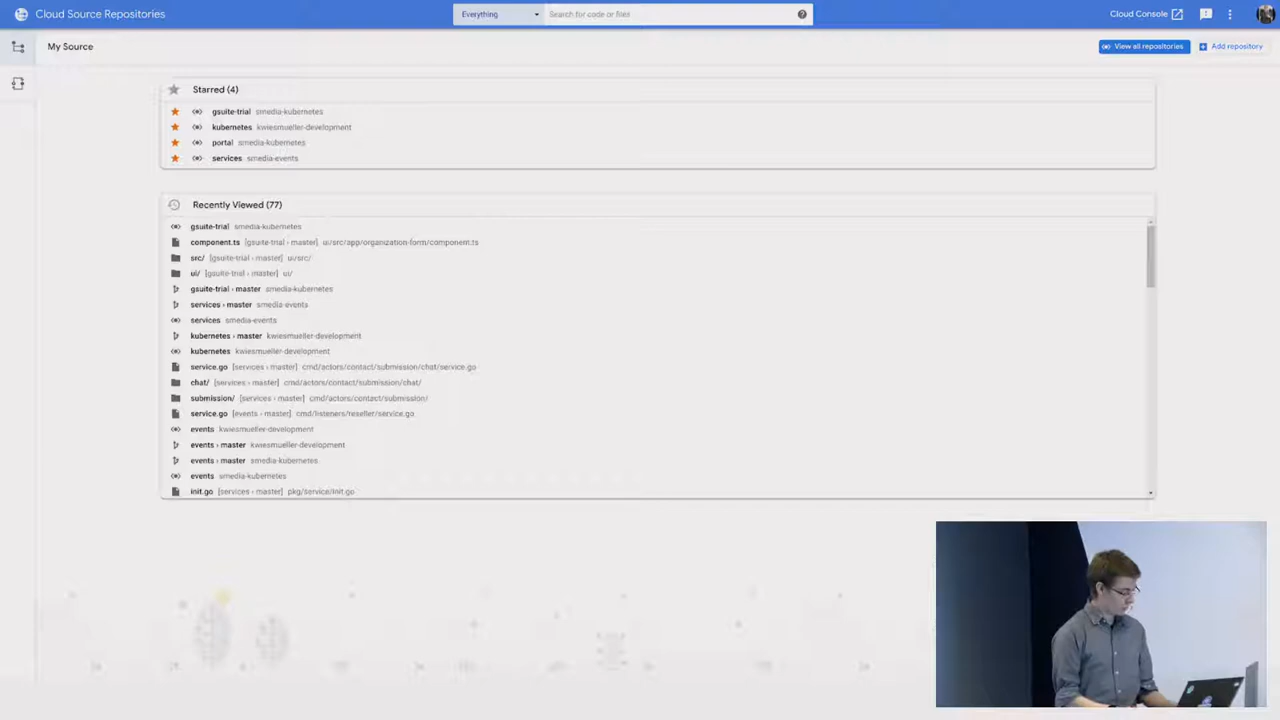 Cloud Source Repositories
Everything
Search for code or files
Cloud Console
My Source
View all repositories
Add repository
Starred (4)
gsuite-trial smedia-kubernetes
kubernetes kwiesmueller-development
portal smedia-kubernetes
services smedia-events
Recently Viewed (77)
gsuite-trial smedia-kubernetes
component.ts [gsuite-trial › master] ui/src/app/organization-form/component.ts
src/ [gsuite-trial › master] ui/src/
ui/ [gsuite-trial › master] ui/
gsuite-trial › master smedia-kubernetes
services › master smedia-events
services smedia-events
kubernetes › master kwiesmueller-development
kubernetes kwiesmueller-development
service.go [services › master] cmd/actors/contact/submission/chat/service.go
chat/ [services › master] cmd/actors/contact/submission/chat/
submission/ [services › master] cmd/actors/contact/submission/
service.go [events › master] cmd/listeners/reseller/service.go
events kwiesmueller-development
events › master kwiesmueller-development
events › master smedia-kubernetes
events smedia-kubernetes
init.go [services › master] pkg/service/init.go